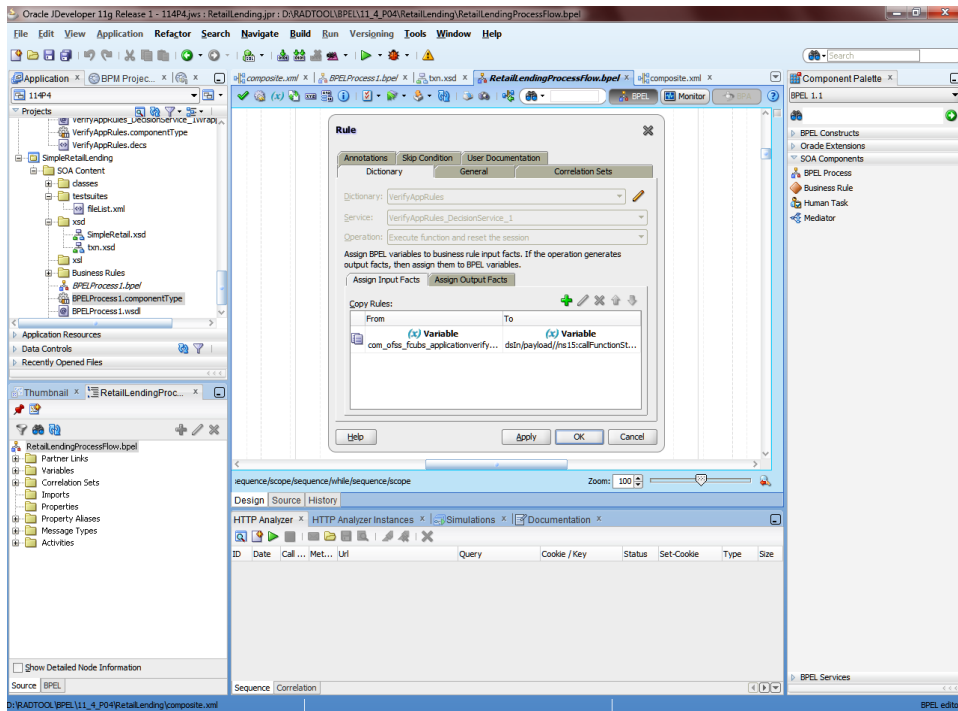 Oracle JDeveloper 11g Release 1 - 114P4.jws : RetailLending.jpr : D:\RADTOOL\BPEL\11_4_P04\RetailLending\RetailLendingProcessFlow.bpel
File Edit View Application Refactor Search Navigate Build Run Versioning Tools Window Help
Search
Application BPM Projec...
composite.xml BPELProcess1.bpel txn.xsd RetailLendingProcessFlow.bpel composite.xml
Component Palette
114P4
BPEL Monitor BPA
BPEL 1.1
Projects
VerifyAppRules_DecisionService_1Wrap
VerifyAppRules.componentType
VerifyAppRules.decs
SimpleRetailLending
SOA Content
classes
testsuites
fileList.xml
xsd
SimpleRetail.xsd
txn.xsd
xsl
Business Rules
BPELProcess1.bpel
BPELProcess1.componentType
BPELProcess1.wsdl
Application Resources
Data Controls
Recently Opened Files
Rule
Annotations Skip Condition User Documentation
Dictionary General Correlation Sets
Dictionary: VerifyAppRules
Service: VerifyAppRules_DecisionService_1
Operation: Execute function and reset the session
Assign BPEL variables to business rule input facts. If the operation generates
output facts, then assign them to BPEL variables.
Assign Input Facts Assign Output Facts
Copy Rules:
From To
(x) Variable (x) Variable
com_ofss_fcubs_applicationverify... dsIn/payload//ns15:callFunctionSt...
Help Apply OK Cancel
BPEL Constructs
Oracle Extensions
SOA Components
BPEL Process
Business Rule
Human Task
Mediator
Thumbnail RetailLendingProc...
RetailLendingProcessFlow.bpel
Partner Links
Variables
Correlation Sets
Imports
Properties
Property Aliases
Message Types
Activities
sequence/scope/sequence/while/sequence/scope Zoom: 100
Design Source History
HTTP Analyzer HTTP Analyzer Instances Simulations Documentation
ID Date Call ... Met... Url Query Cookie / Key Status Set-Cookie Type Size
Show Detailed Node Information
Source BPEL
Sequence Correlation
BPEL Services
D:\RADTOOL\BPEL\11_4_P04\RetailLending\composite.xml
BPEL edito